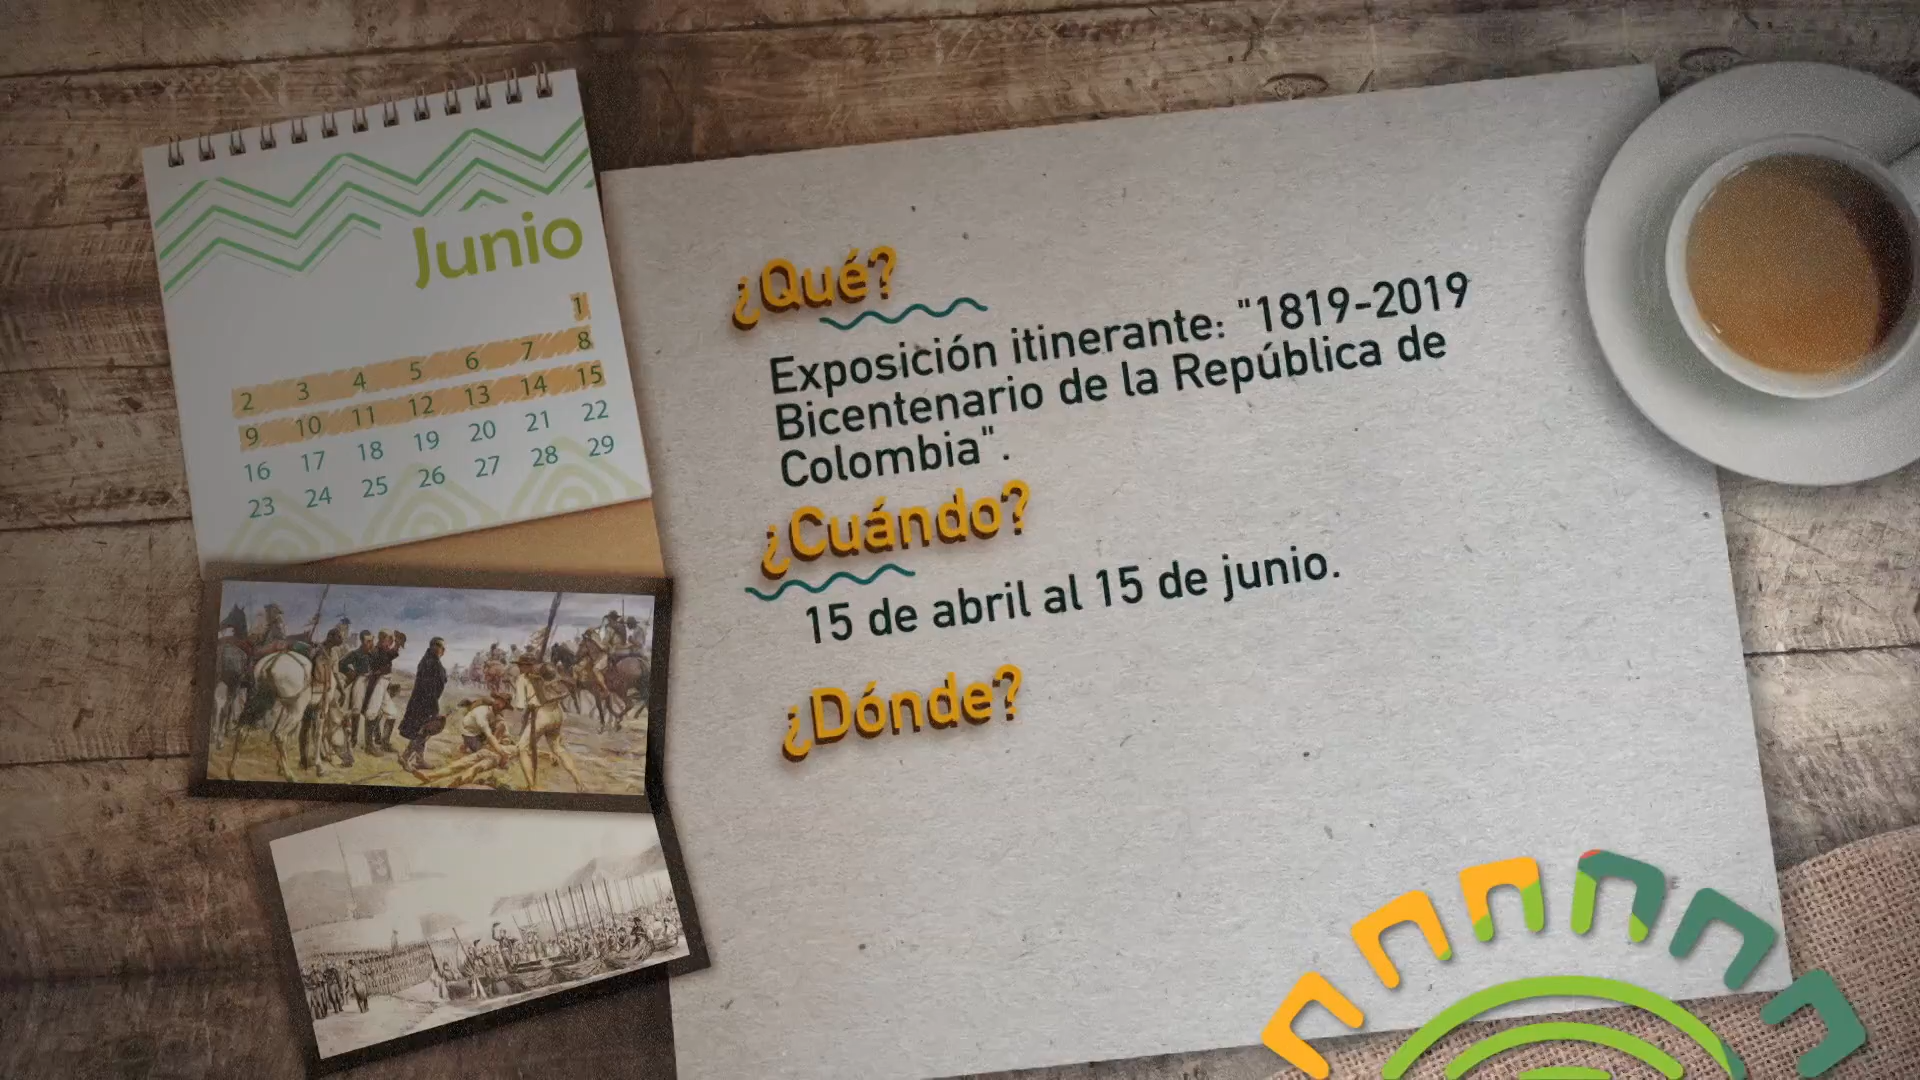 Junio
1
2 3 4 5 6 7 8
9 10 11 12 13 14 15
16 17 18 19 20 21 22
23 24 25 26 27 28 29
¿Qué?
Exposición itinerante: "1819-2019
Bicentenario de la República de
Colombia".
¿Cuándo?
15 de abril al 15 de junio.
¿Dónde?